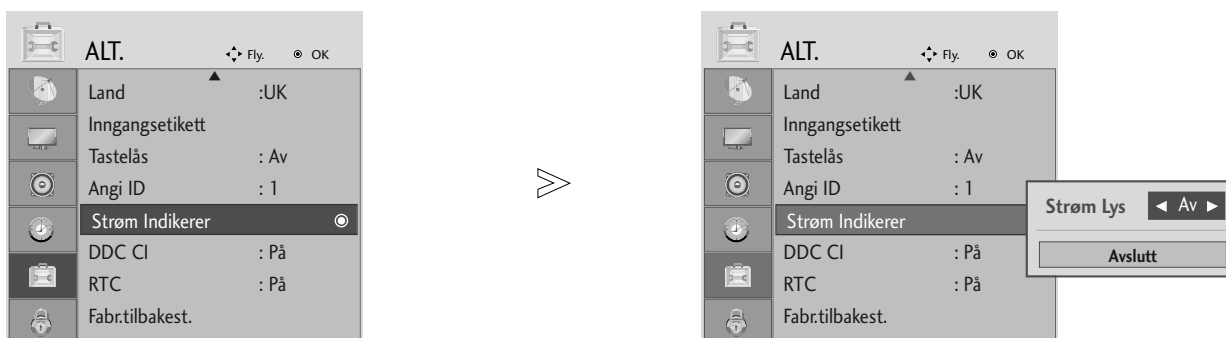 ALT. Fly. OK
Land :UK
Inngangsetikett
Tastelås : Av
Angi ID : 1
Strøm Indikerer
DDC CI : På
RTC : På
Fabr.tilbakest.
ALT. Fly. OK
Land :UK
Inngangsetikett
Tastelås : Av
Angi ID : 1
Strøm Indikerer
DDC CI : På
RTC : På
Fabr.tilbakest.
Strøm Lys ◄ Av ►
Avslutt